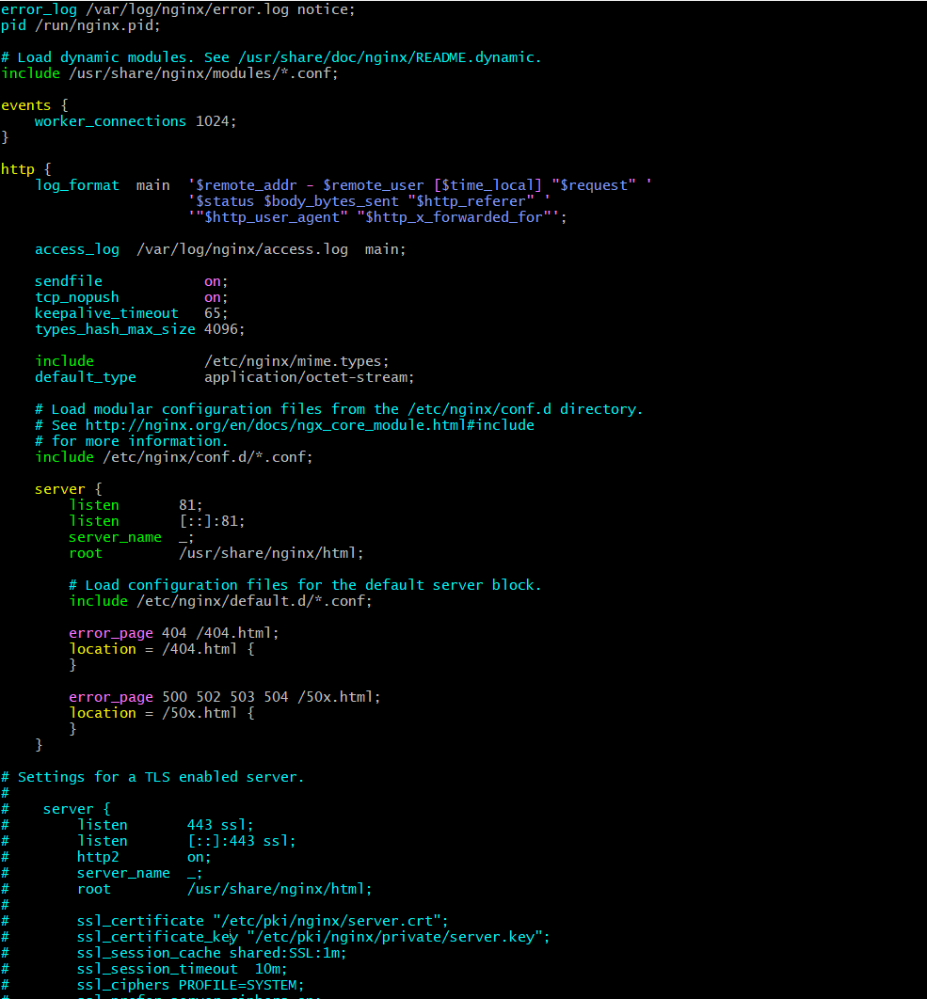 error_log /var/log/nginx/error.log notice;
pid /run/nginx.pid;
# Load dynamic modules. See /usr/share/doc/nginx/README.dynamic.
include /usr/share/nginx/modules/*.conf;
events {
    worker_connections 1024;
}
http {
    log_format  main  '$remote_addr - $remote_user [$time_local] "$request" '
                      '$status $body_bytes_sent "$http_referer" '
                      '"$http_user_agent" "$http_x_forwarded_for"';
    access_log  /var/log/nginx/access.log  main;
    sendfile            on;
    tcp_nopush          on;
    keepalive_timeout   65;
    types_hash_max_size 4096;
    include             /etc/nginx/mime.types;
    default_type        application/octet-stream;
    # Load modular configuration files from the /etc/nginx/conf.d directory.
    # See http://nginx.org/en/docs/ngx_core_module.html#include
    # for more information.
    include /etc/nginx/conf.d/*.conf;
    server {
        listen       81;
        listen       [::]:81;
        server_name  _;
        root         /usr/share/nginx/html;
        # Load configuration files for the default server block.
        include /etc/nginx/default.d/*.conf;
        error_page 404 /404.html;
        location = /404.html {
        }
        error_page 500 502 503 504 /50x.html;
        location = /50x.html {
        }
    }
# Settings for a TLS enabled server.
#
#    server {
#        listen       443 ssl;
#        listen       [::]:443 ssl;
#        http2        on;
#        server_name  _;
#        root         /usr/share/nginx/html;
#
#        ssl_certificate "/etc/pki/nginx/server.crt";
#        ssl_certificate_key "/etc/pki/nginx/private/server.key";
#        ssl_session_cache shared:SSL:1m;
#        ssl_session_timeout  10m;
#        ssl_ciphers PROFILE=SYSTEM;